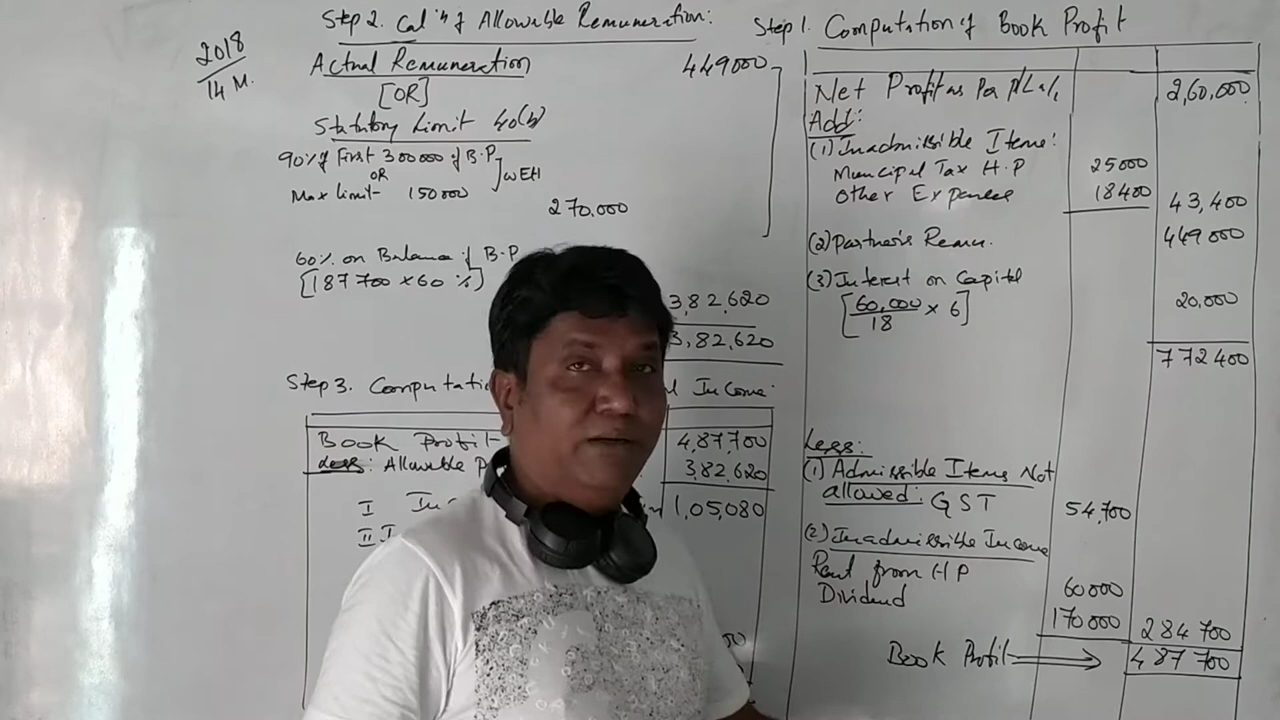 2018
14 M.
Step 2. Caln of Allowable Remuneration:
Actual Remuneration 449000
[OR]
Statutory Limit 40(b)
90% of First 300000 of B.P
OR
WEH
Max Limit- 150000
270.000
60% on Balance of B.P
[187700 x 60 %]
3,82,620
3,82,620
Step 3. Income:
Book Profit- 4,87,700
Less: Allowable 3,82,620
I 1,05,080
II
Step 1. Computation of Book Profit
Net Profit as Per P/L a/c 2,60,000
Add:
(1) Inadmissible Items:
Municipal Tax H.P 25000
Other Expenses 18400 43,400
(2) Partner's Remu. 449000
(3) Interest on Capital
[60,000/18 x 6] 20,000
772400
Less:
(1) Admissible Items Not
allowed: GST 54,700
(2) Inadmissible Income
Rent from HP 60000
Dividend 170000 284700
Book Profit 487700